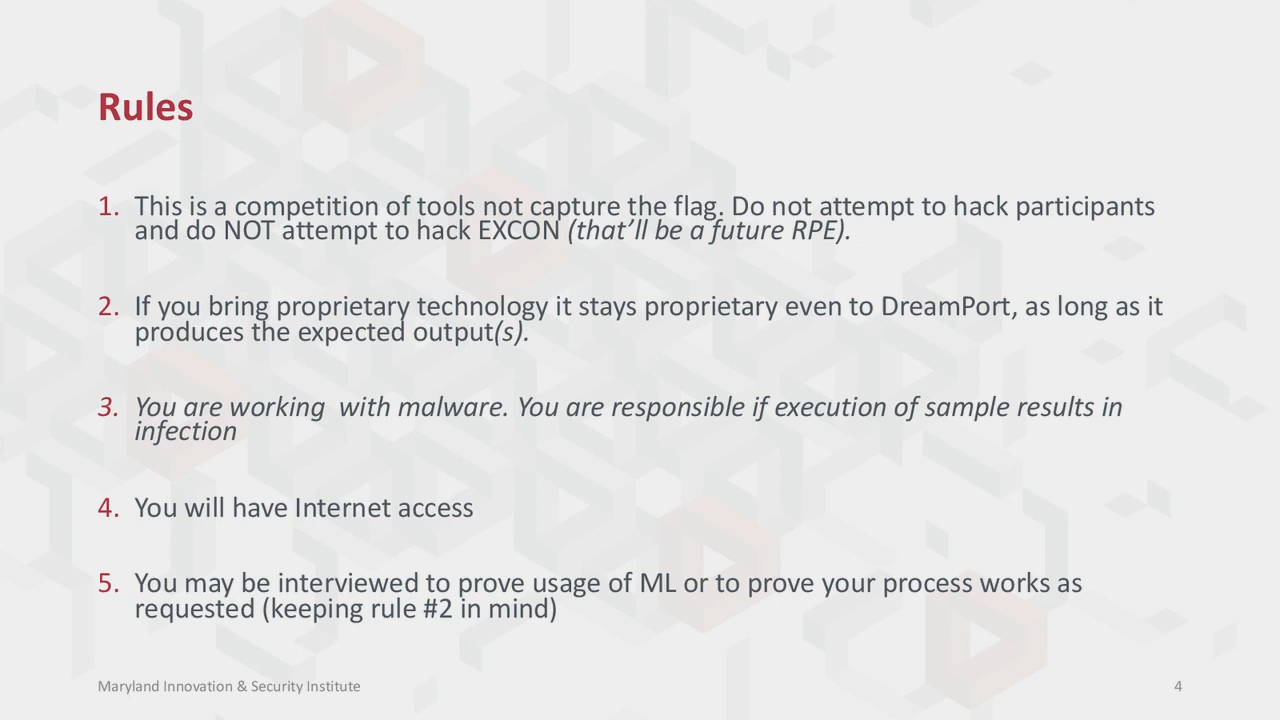 Rules
1. This is a competition of tools not capture the flag. Do not attempt to hack participants
and do NOT attempt to hack EXCON (that’ll be a future RPE).
2. If you bring proprietary technology it stays proprietary even to DreamPort, as long as it
produces the expected output(s).
3. You are working  with malware. You are responsible if execution of sample results in
infection
4. You will have Internet access
5. You may be interviewed to prove usage of ML or to prove your process works as
requested (keeping rule #2 in mind)
Maryland Innovation & Security Institute
4